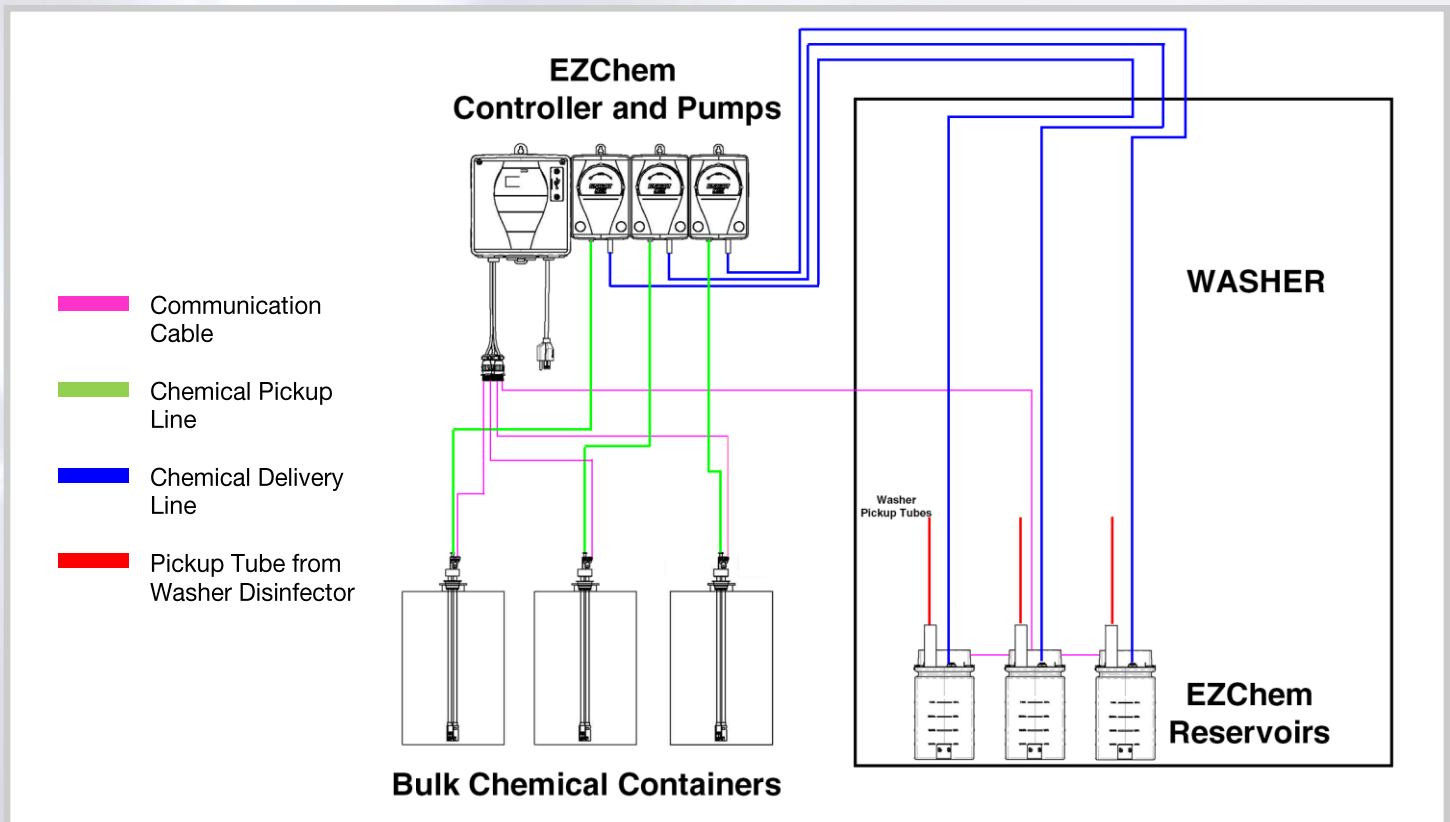 EZChem
Controller and Pumps
WASHER
Communication
Cable
Chemical Pickup
Line
Chemical Delivery
Line
Pickup Tube from
Washer Disinfector
Washer
Pickup Tubes
EZChem
Reservoirs
Bulk Chemical Containers